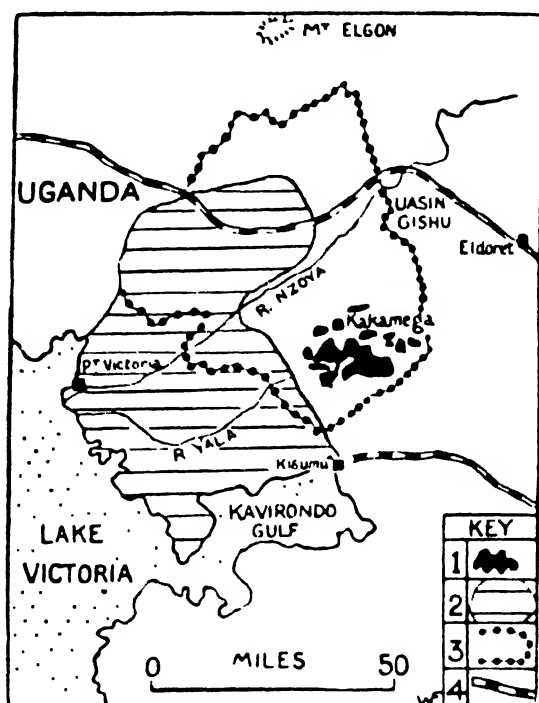 Mᵀ ELGON
UGANDA
UASIN
GISHU
Eldoret
R. NZOYA
Kakamega
Pᵀ Victoria
R. YALA
Kisumu
KAVIRONDO
GULF
LAKE
VICTORIA
KEY
1
2
3
4
0 MILES 50